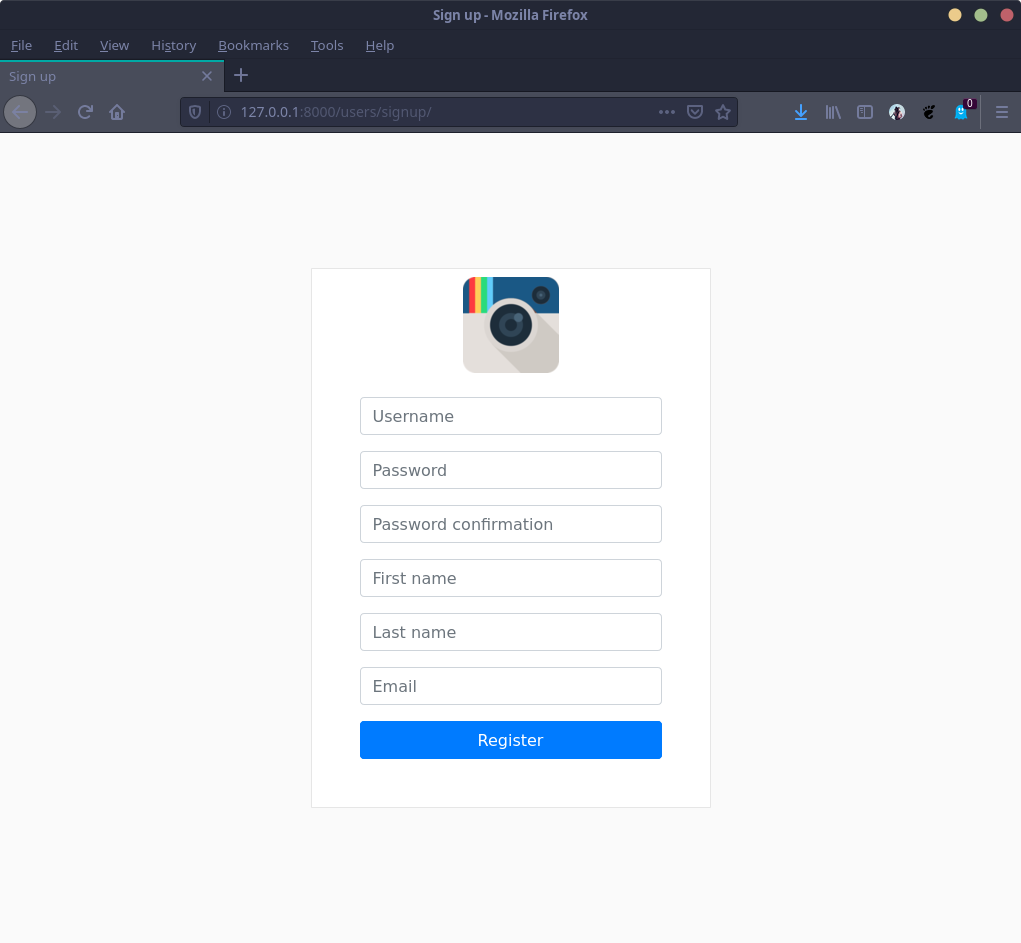 Sign up - Mozilla Firefox
File Edit View History Bookmarks Tools Help
Sign up
127.0.0.1:8000/users/signup/
0
Username
Password
Password confirmation
First name
Last name
Email
Register